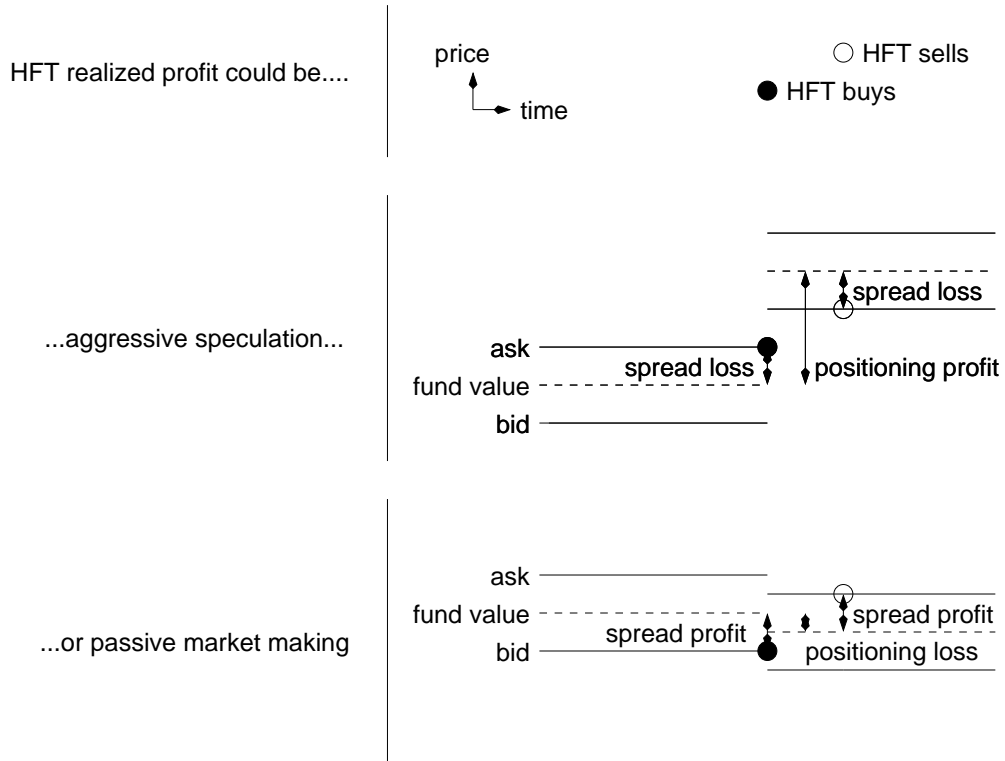 HFT realized profit could be....
price
time
HFT sells
HFT buys
...aggressive speculation...
spread loss
ask
spread loss
positioning profit
fund value
bid
...or passive market making
ask
fund value
spread profit
spread profit
bid
positioning loss